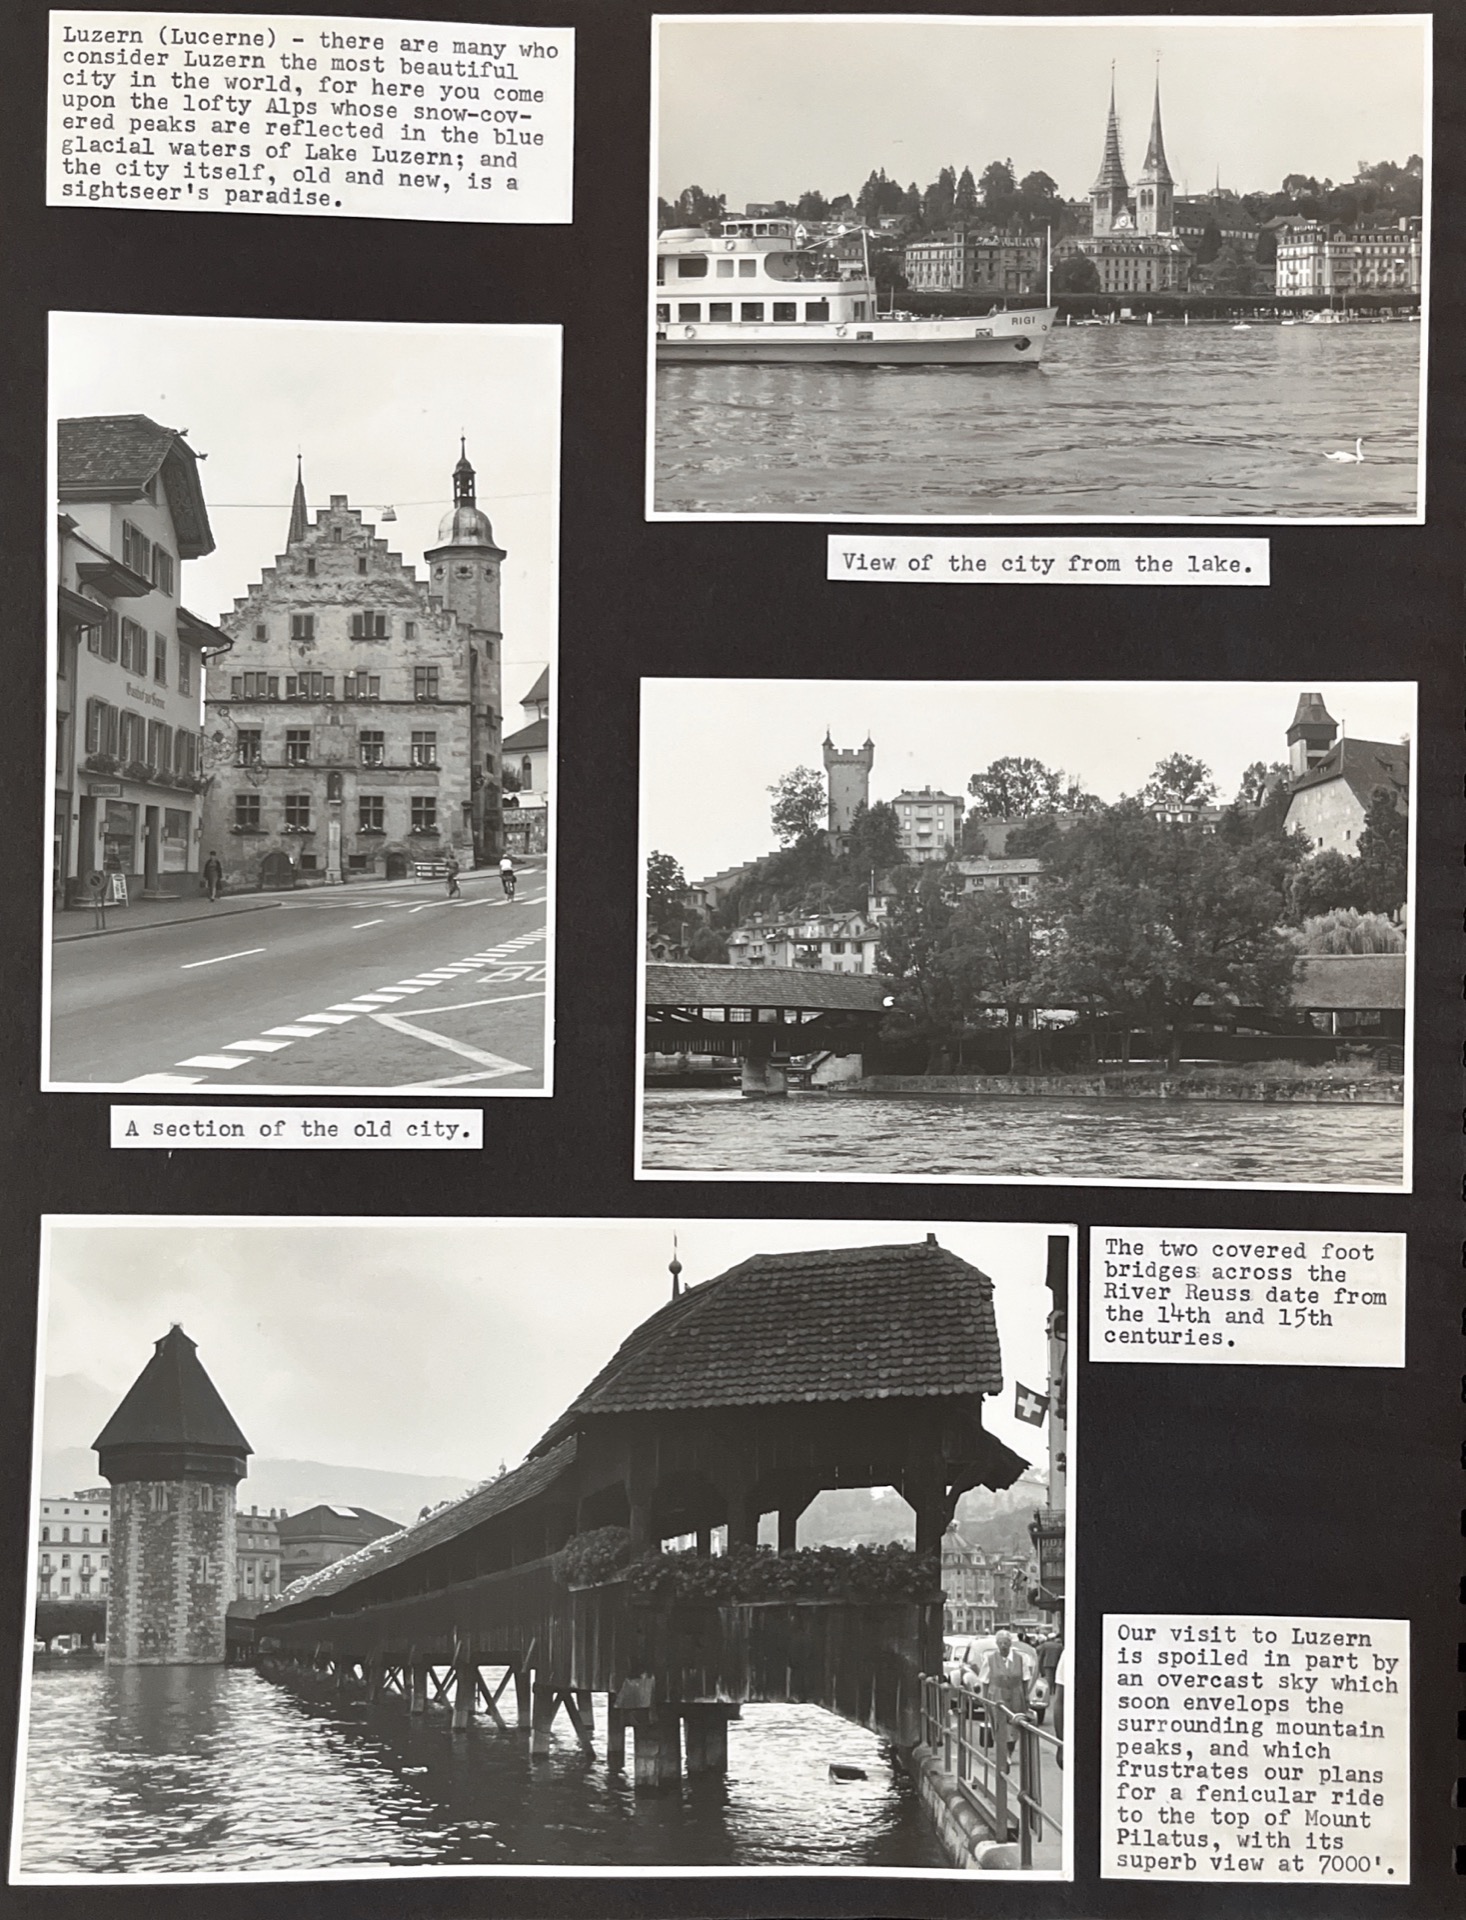 Luzern (Lucerne) - there are many who
consider Luzern the most beautiful
city in the world, for here you come
upon the lofty Alps whose snow-cov-
ered peaks are reflected in the blue
glacial waters of Lake Luzern; and
the city itself, old and new, is a
sightseer's paradise.
RIGI
View of the city from the lake.
A section of the old city.
The two covered foot
bridges across the
River Reuss date from
the 14th and 15th
centuries.
Our visit to Luzern
is spoiled in part by
an overcast sky which
soon envelops the
surrounding mountain
peaks, and which
frustrates our plans
for a fenicular ride
to the top of Mount
Pilatus, with its
superb view at 7000'.